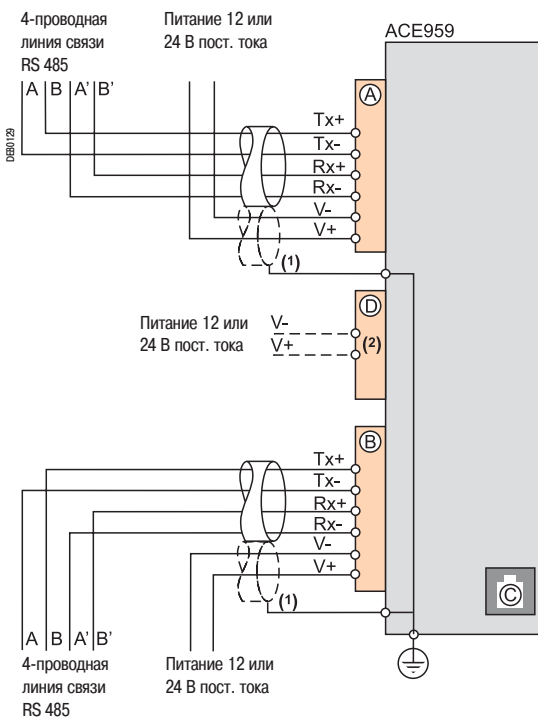 4-проводная
линия связи
RS 485
Питание 12 или
24 В пост. тока
ACE959
A B A' B'
DE80129
A
Tx+
Tx-
Rx+
Rx-
V-
V+
(1)
D
Питание 12 или
24 В пост. тока
V-
V+
(2)
B
Tx+
Tx-
Rx+
Rx-
V-
V+
(1)
C
A B A' B'
4-проводная
линия связи
RS 485
Питание 12 или
24 В пост. тока